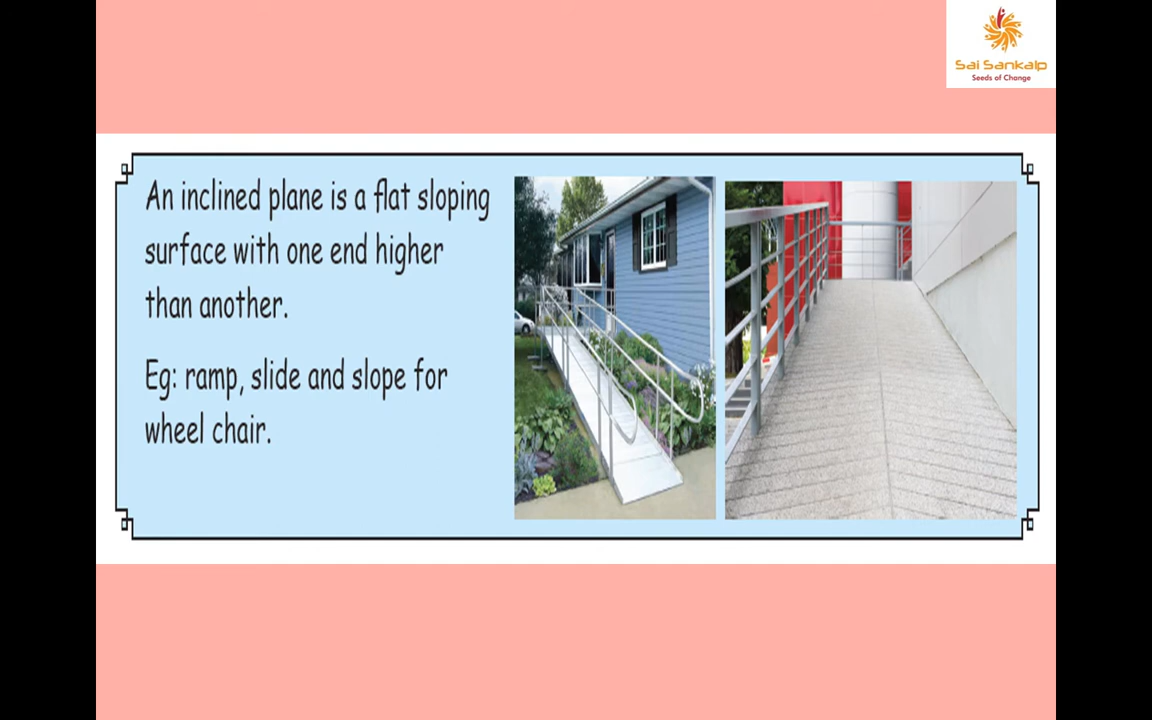 Sai Sankalp
Seeds of Change
An inclined plane is a flat sloping
surface with one end higher
than another.
Eg: ramp, slide and slope for
wheel chair.